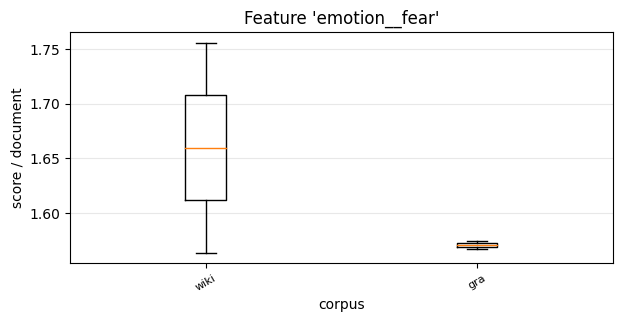 Feature 'emotion__fear'
score / document
1.75
1.70
1.65
1.60
wiki
gra
corpus